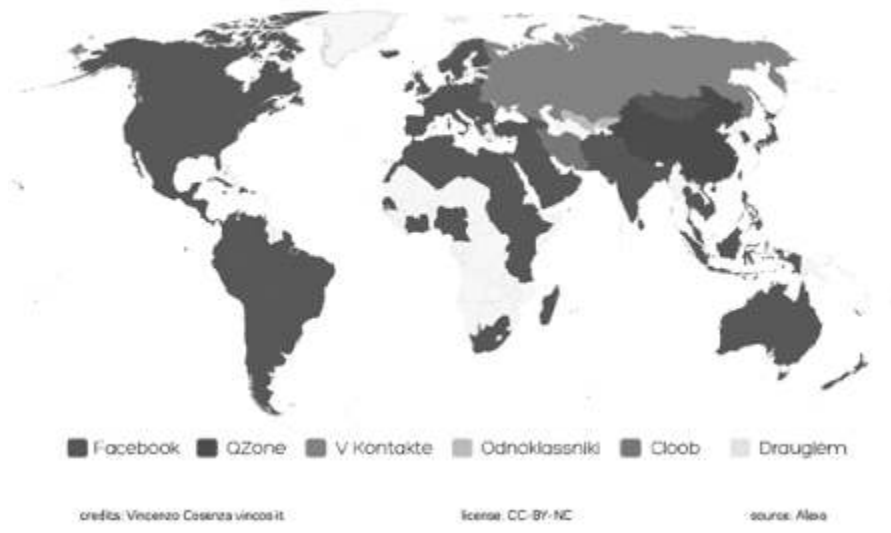 Facebook QZone V Kontakte Odnoklassniki Cloob Draugiem
credits: Vincenzo Cosenza vincos.it license: CC-BY-NC source: Alexa